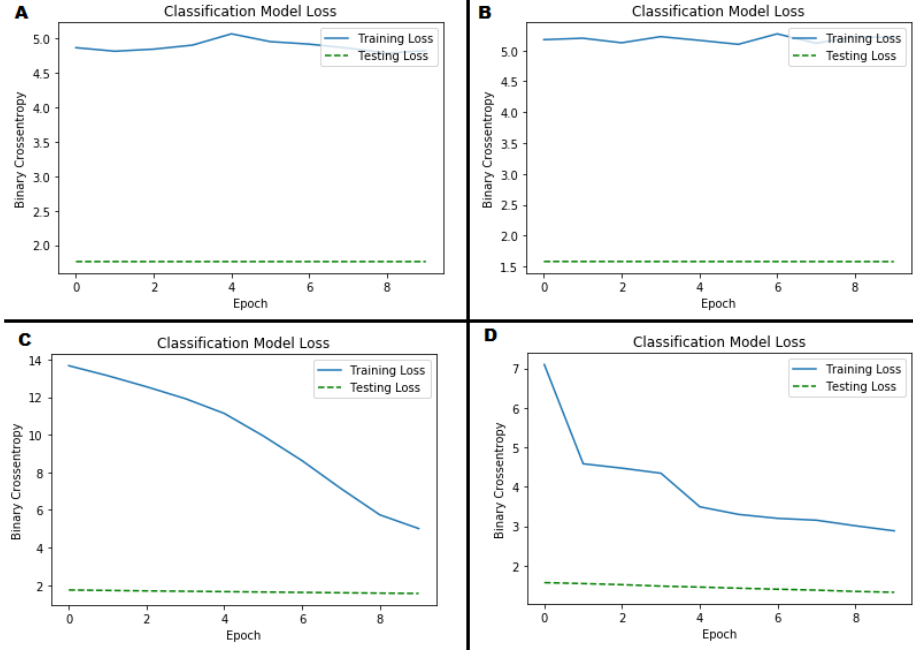 A
Classification Model Loss
Training Loss
Testing Loss
5.0
4.5
4.0
3.5
3.0
2.5
2.0
Binary Crossentropy
0 2 4 6 8
Epoch
B
Classification Model Loss
Training Loss
Testing Loss
5.0
4.5
4.0
3.5
3.0
2.5
2.0
1.5
Binary Crossentropy
0 2 4 6 8
Epoch
C
Classification Model Loss
Training Loss
Testing Loss
14
12
10
8
6
4
2
Binary Crossentropy
0 2 4 6 8
Epoch
D
Classification Model Loss
Training Loss
Testing Loss
7
6
5
4
3
2
Binary Crossentropy
0 2 4 6 8
Epoch